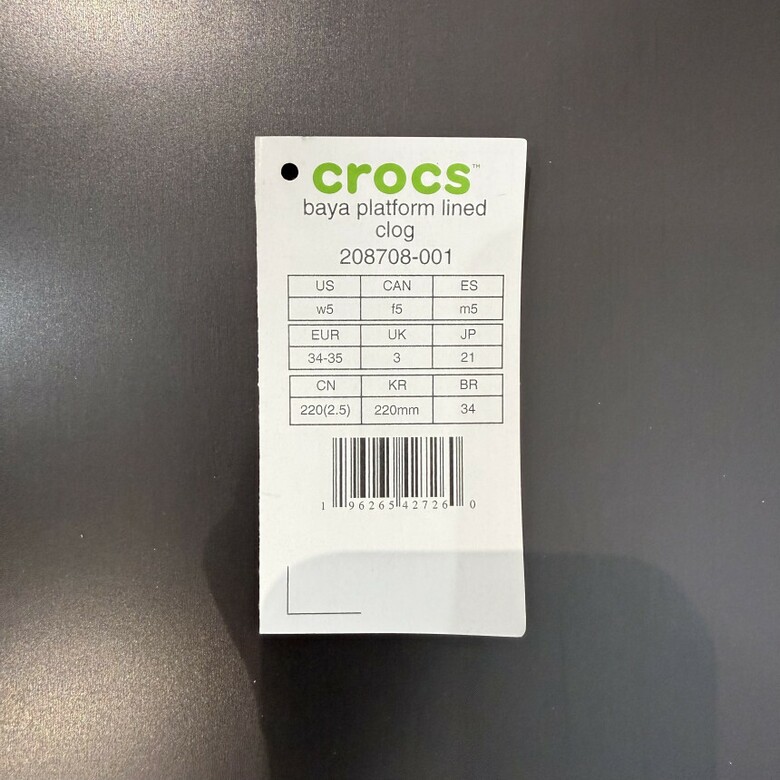 crocs™
baya platform lined
clog
208708-001
US CAN ES
w5 f5 m5
EUR UK JP
34-35 3 21
CN KR BR
220(2.5) 220mm 34
1 96265 42726 0